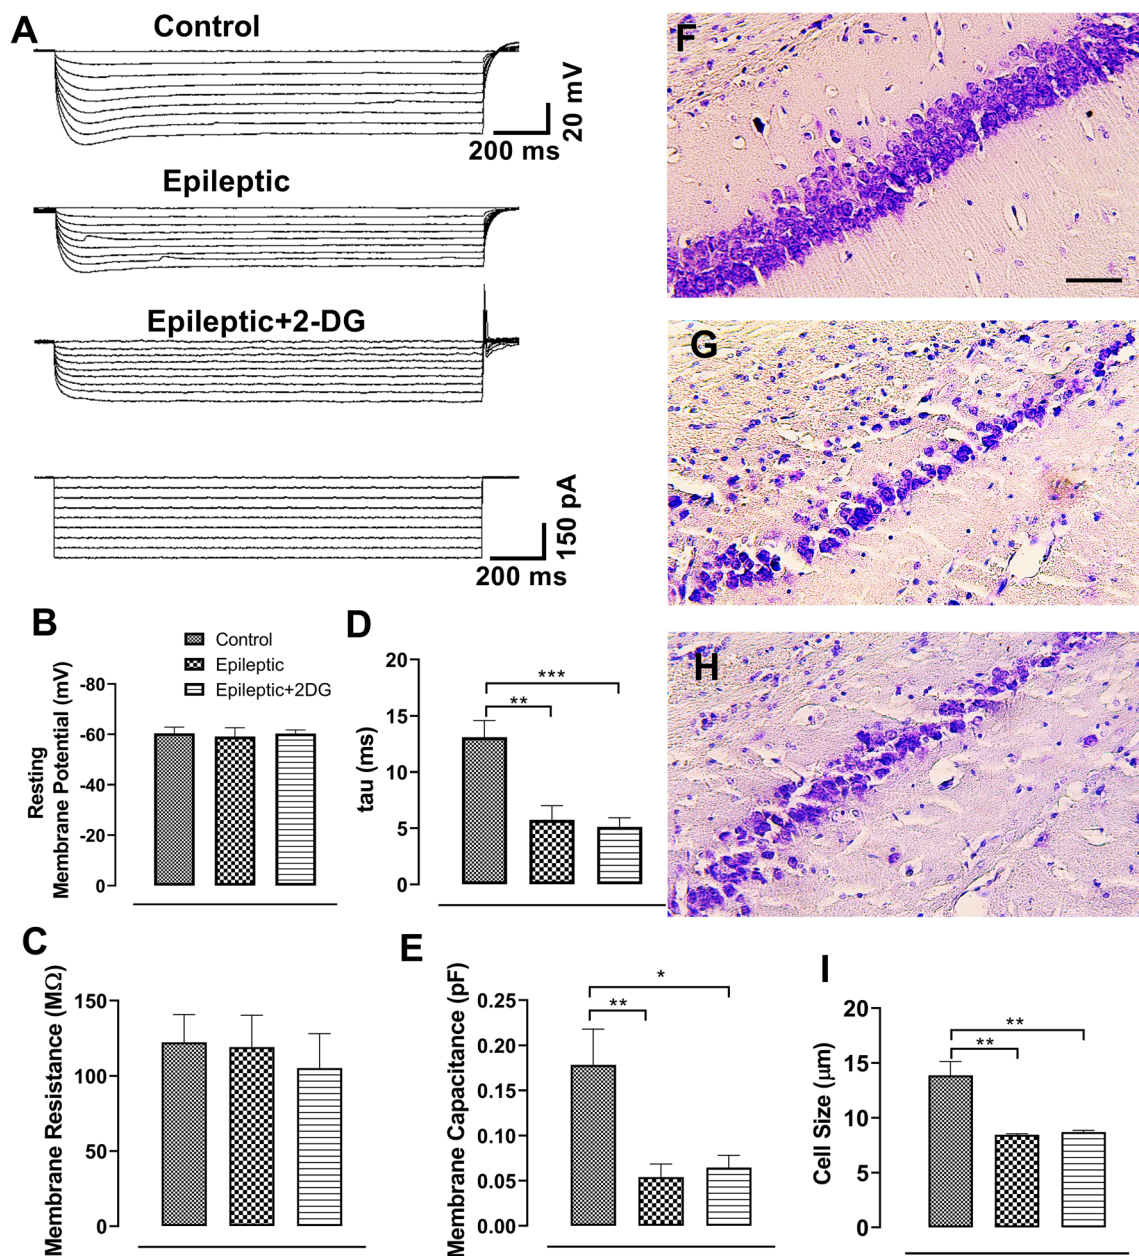 A
Control
20 mV
200 ms
Epileptic
Epileptic+2-DG
150 pA
200 ms
B
Control
Epileptic
Epileptic+2DG
Resting
Membrane Potential (mV)
-80
-60
-40
-20
0
D
tau (ms)
20
15
10
5
0
***
**
C
Membrane Resistance (MΩ)
150
100
50
0
E
Membrane Capacitance (pF)
0.25
0.20
0.15
0.10
0.05
0.00
*
**
F
G
H
I
Cell Size (μm)
20
15
10
5
0
**
**